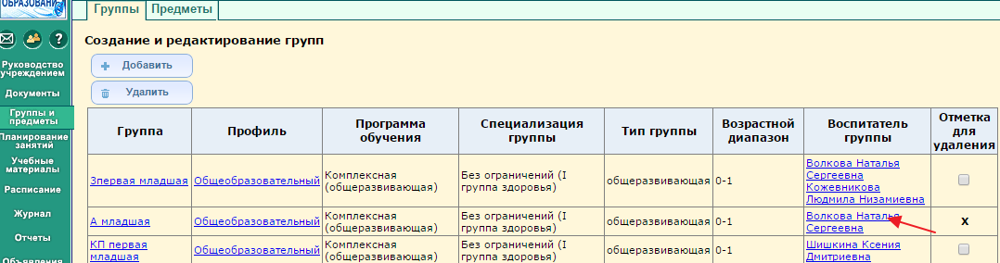 ОБРАЗОВАНИ
Группы Предметы
Создание и редактирование групп
Добавить
Удалить
?
Руководство
учреждением
Документы
Группы и
предметы
Планирование
занятий
Учебные
материалы
Расписание
Журнал
Отчеты
Объявления
Группа
Профиль
Программа
обучения
Специализация
группы
Тип группы
Возрастной
диапазон
Воспитатель
группы
Отметка
для
удаления
3первая младшая
Общеобразовательный
Комплексная
(общеразвивающая)
Без ограничений (I
группа здоровья)
общеразвивающая
0-1
Волкова Наталья
Сергеевна
Кожевникова
Людмила Низамиевна
А младшая
Общеобразовательный
Комплексная
(общеразвивающая)
Без ограничений (I
группа здоровья)
общеразвивающая
0-1
Волкова Наталья
Сергеевна
X
КП первая
младшая
Общеобразовательный
Комплексная
(общеразвивающая)
Без ограничений (I
группа здоровья)
общеразвивающая
0-1
Шишкина Ксения
Дмитриевна